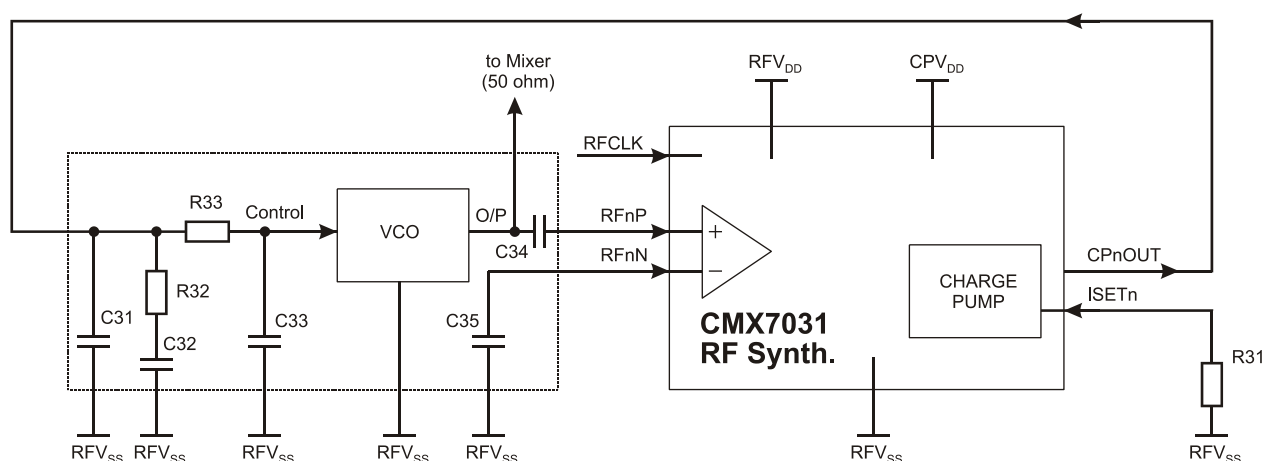 to Mixer
(50 ohm)
RFVDD
CPVDD
RFCLK
R33
Control
O/P
RFnP
VCO
C34
+
RFnN
−
CPnOUT
R32
CHARGE
PUMP
ISETn
C31
C33
C35
CMX7031
RF Synth.
C32
R31
RFVSS
RFVSS
RFVSS
RFVSS
RFVSS
RFVSS
RFVSS